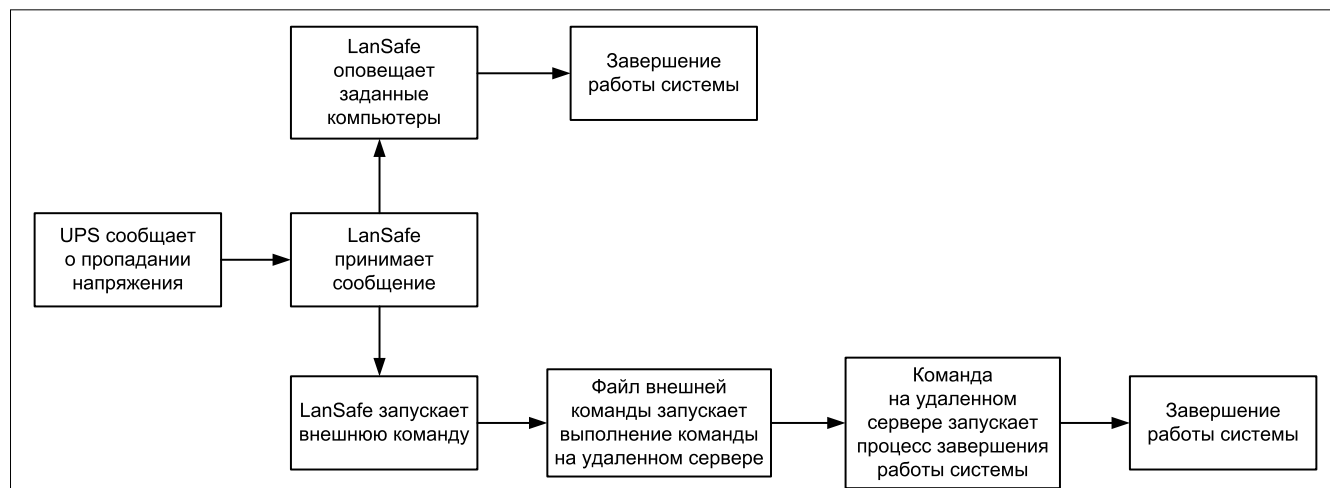 LanSafe
оповещает
заданные
компьютеры
Завершение
работы системы
UPS сообщает
о пропадании
напряжения
LanSafe
принимает
сообщение
LanSafe запускает
внешнюю команду
Файл внешней
команды запускает
выполнение команды
на удаленном сервере
Команда
на удаленном
сервере запускает
процесс завершения
работы системы
Завершение
работы системы